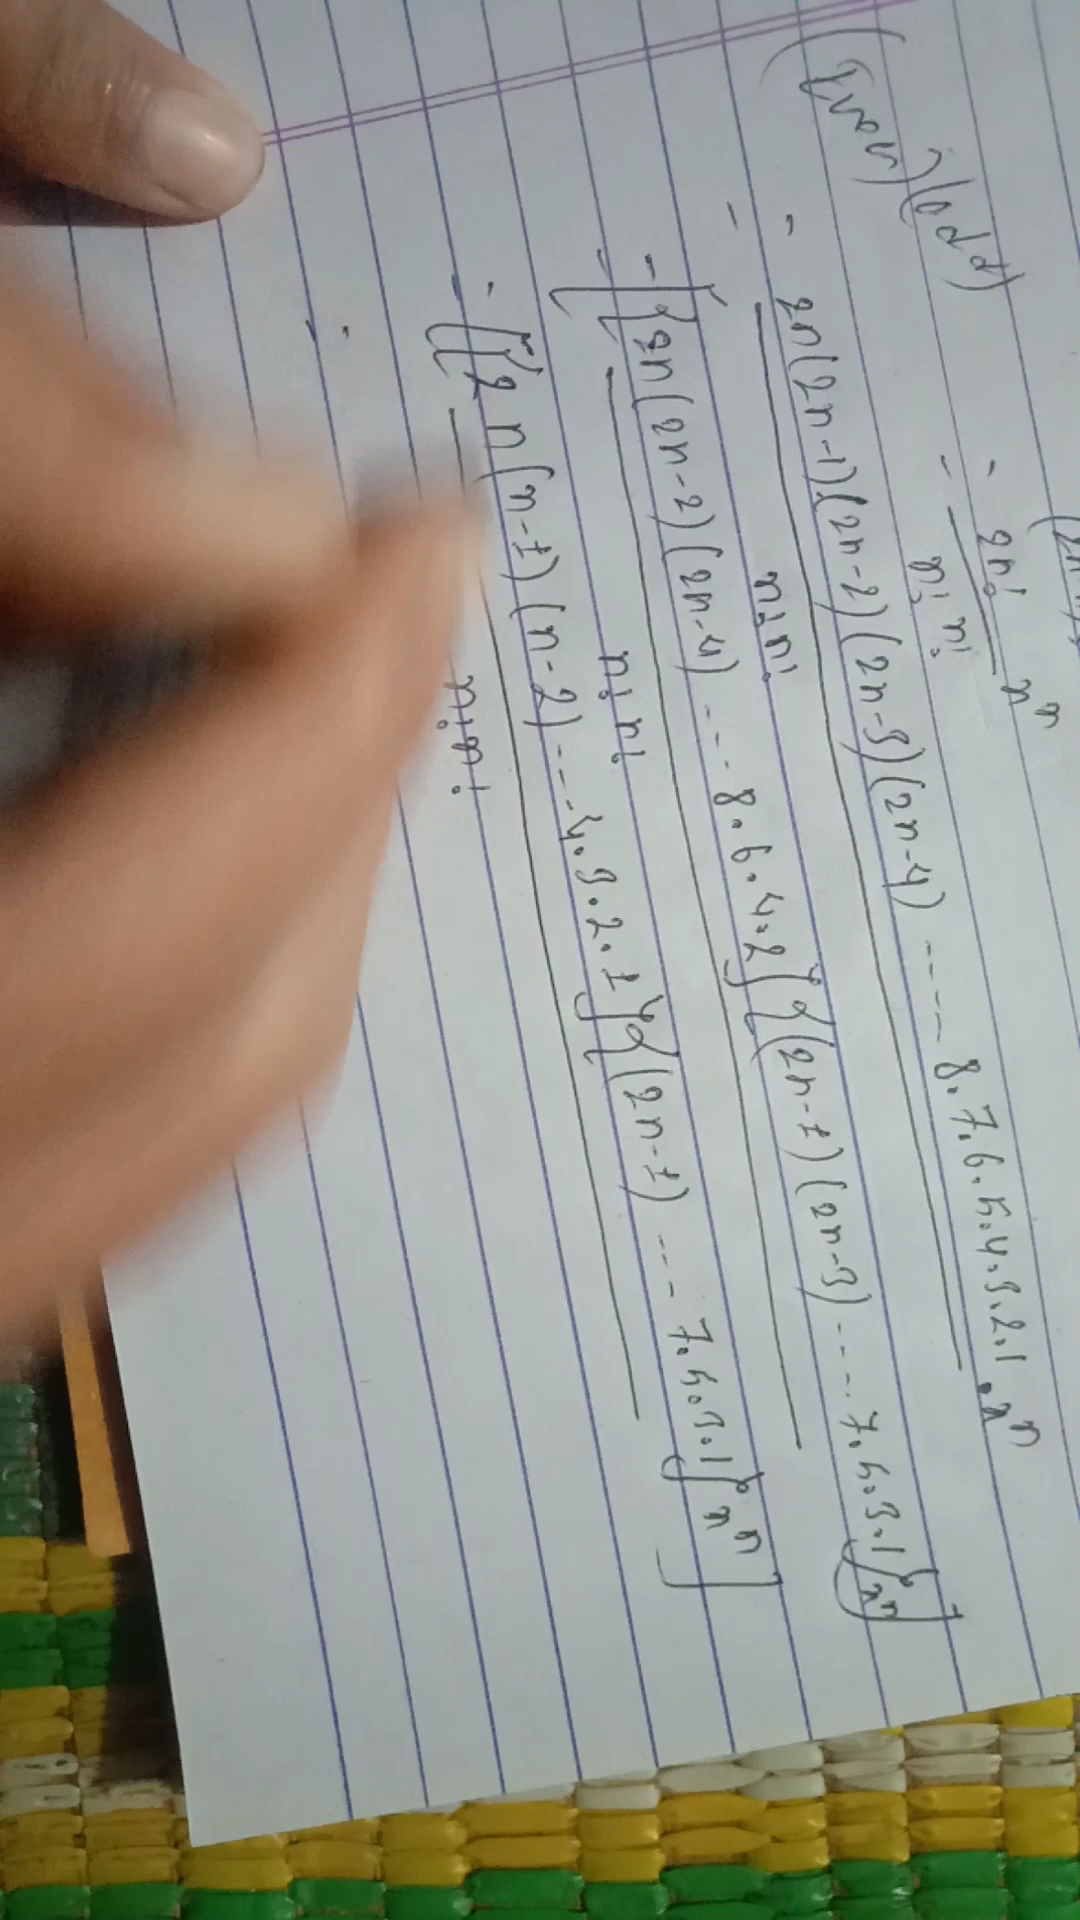 = 2n! / n! n! x^n
(even) (odd)
= 2n(2n-1)(2n-2)(2n-3)(2n-4) ---- 8.7.6.5.4.3.2.1 . x^n / n! n!
= [{2n(2n-2)(2n-4) --- 8.6.4.2}{(2n-1)(2n-3) ---- 7.5.3.1} x^n] / n! n!
= [{2n(n-1)(n-2) --- 4.3.2.1}{(2n-1) --- 7.5.3.1} x^n] / n! n!
=